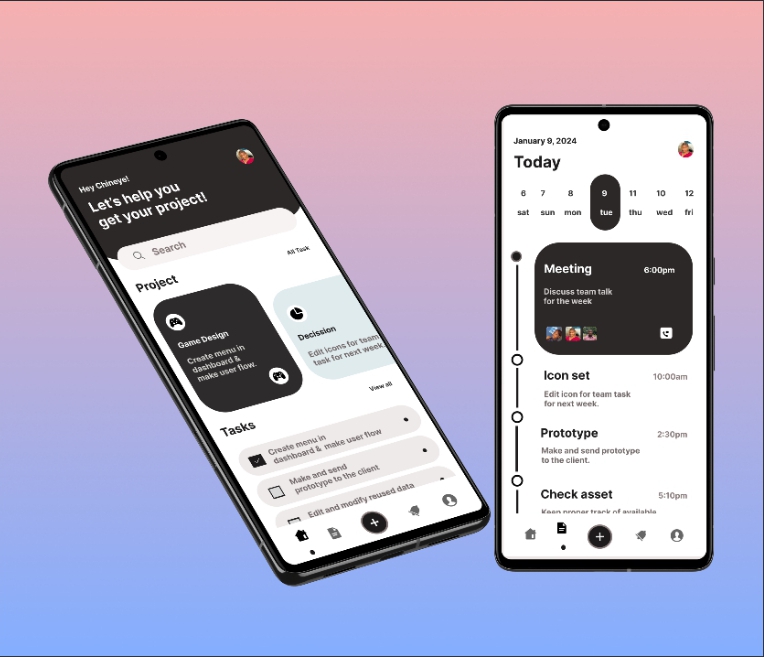 Hey Chineye!
Let's help you
get your project!
Search
All Task
Project
Game Design
Create menu in
dashboard &
make user flow.
Decission
Edit icons for team
task for next week
View all
Tasks
Create menu in
dashboard & make user flow
Make and send
prototype to the client
Edit and modify reused data
January 9, 2024
Today
6 7 8 9 11 10 12
sat sun mon tue thu wed fri
Meeting 6:00pm
Discuss team talk
for the week
Icon set 10:00am
Edit icon for team task
for next week.
Prototype 2:30pm
Make and send prototype
to the client.
Check asset 5:10pm
Keep proper track of available